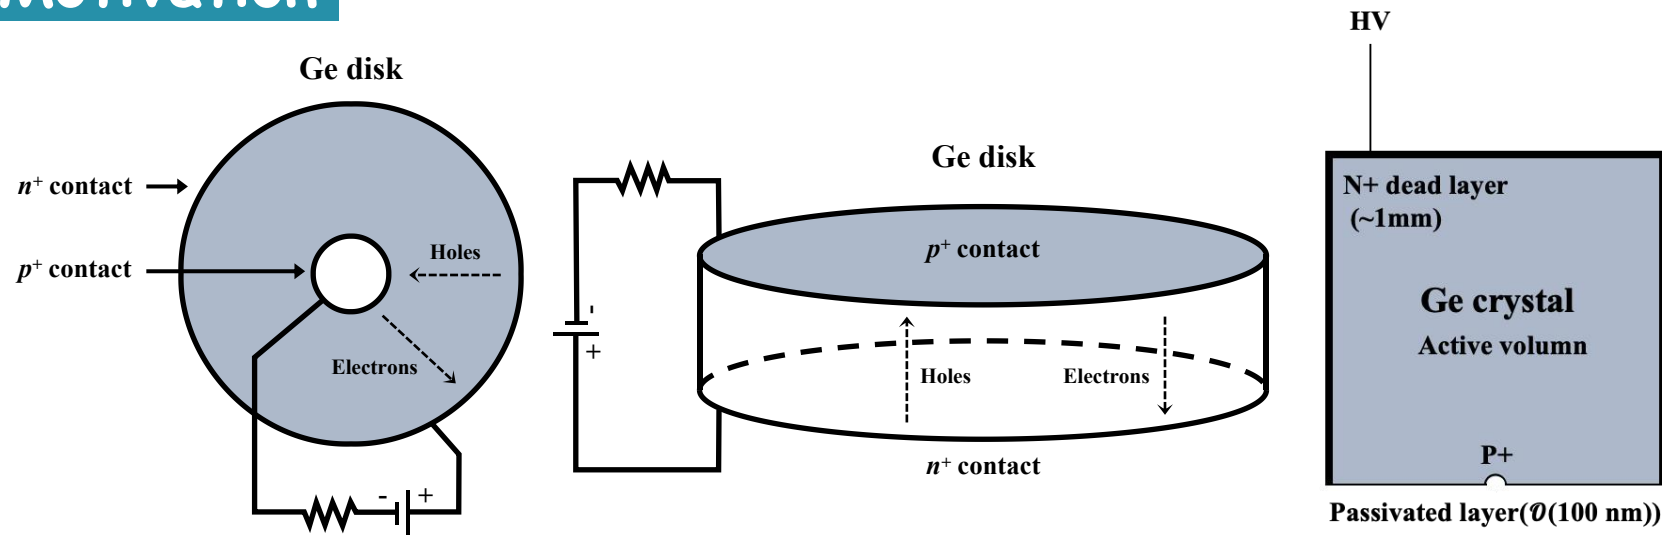 MOTIVATION
Ge disk
n⁺ contact
p⁺ contact
Holes
Electrons
- +
Ge disk
p⁺ contact
-
+
Holes
Electrons
n⁺ contact
HV
N+ dead layer
(~1mm)
Ge crystal
Active volumn
P+
Passivated layer(𝒪(100 nm))